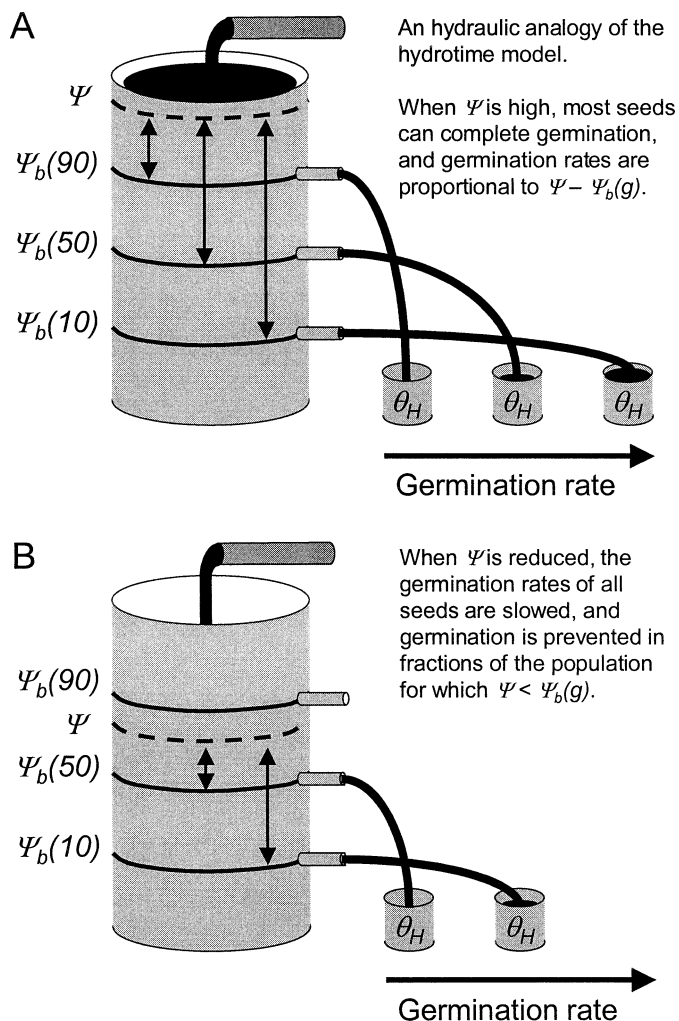 A
An hydraulic analogy of the
hydrotime model.
When Ψ is high, most seeds
can complete germination,
and germination rates are
proportional to Ψ – Ψb(g).
Ψ
Ψb(90)
Ψb(50)
Ψb(10)
θH
θH
θH
Germination rate
B
When Ψ is reduced, the
germination rates of all
seeds are slowed, and
germination is prevented in
fractions of the population
for which Ψ < Ψb(g).
Ψb(90)
Ψ
Ψb(50)
Ψb(10)
θH
θH
Germination rate